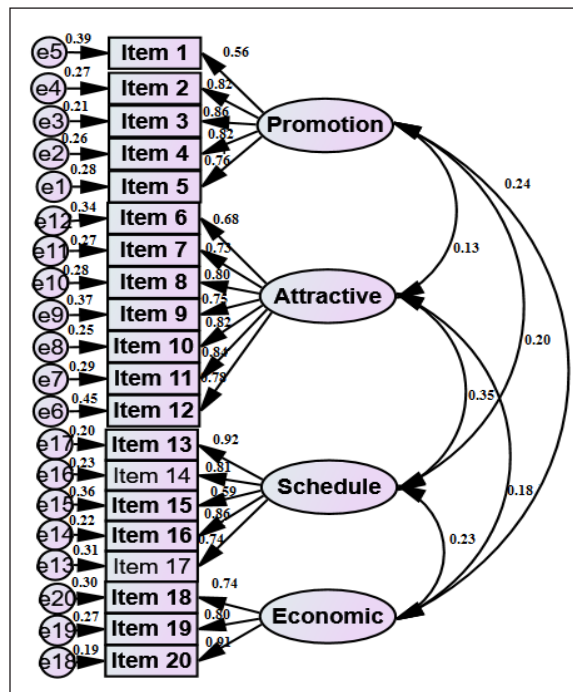 e5 0.39 Item 1 0.56
e4 0.27 Item 2 0.82
e3 0.21 Item 3 0.86 Promotion
e2 0.26 Item 4 0.82
e1 0.28 Item 5 0.76
0.24
0.13
e12 0.34 Item 6 0.68
e11 0.27 Item 7 0.73
e10 0.28 Item 8 0.80 Attractive
e9 0.37 Item 9 0.75
e8 0.25 Item 10 0.82
0.20
e7 0.29 Item 11 0.84
e6 0.45 Item 12 0.78
0.35
e17 0.20 Item 13 0.92
e16 0.23 Item 14 0.81 Schedule
e15 0.36 Item 15 0.59
0.18
e14 0.22 Item 16 0.86
0.23
e13 0.31 Item 17 0.74
e20 0.30 Item 18 0.74
e19 0.27 Item 19 0.80 Economic
e18 0.19 Item 20 0.91